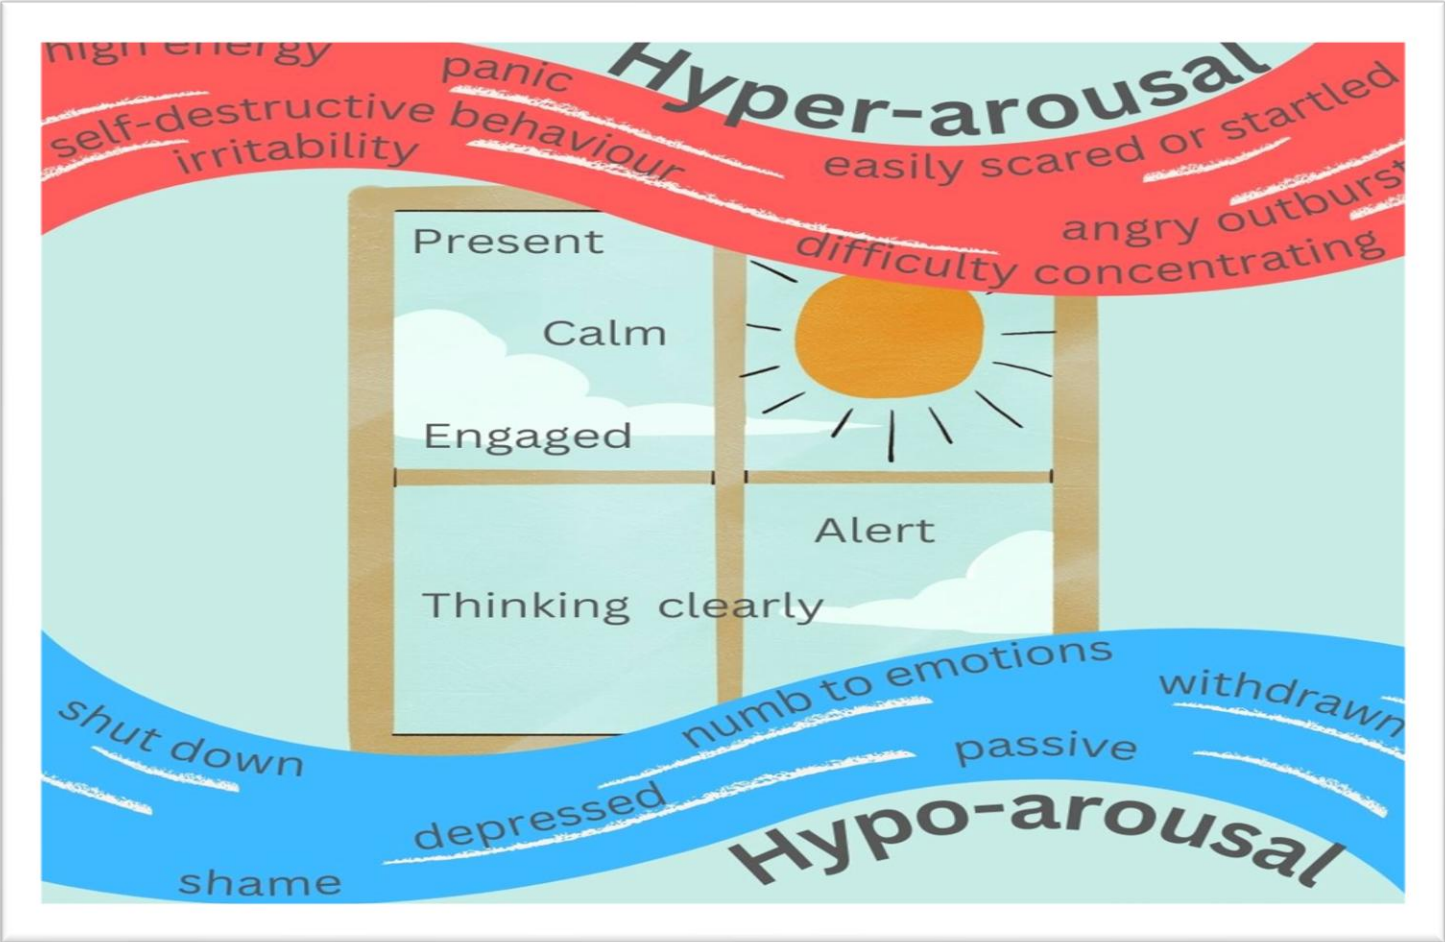 high energy
panic
Hyper-arousal
self-destructive behaviour
irritability
easily scared or startled
angry outburst
difficulty concentrating
Present
Calm
Engaged
Alert
Thinking clearly
numb to emotions
withdrawn
shut down
passive
depressed
Hypo-arousal
shame